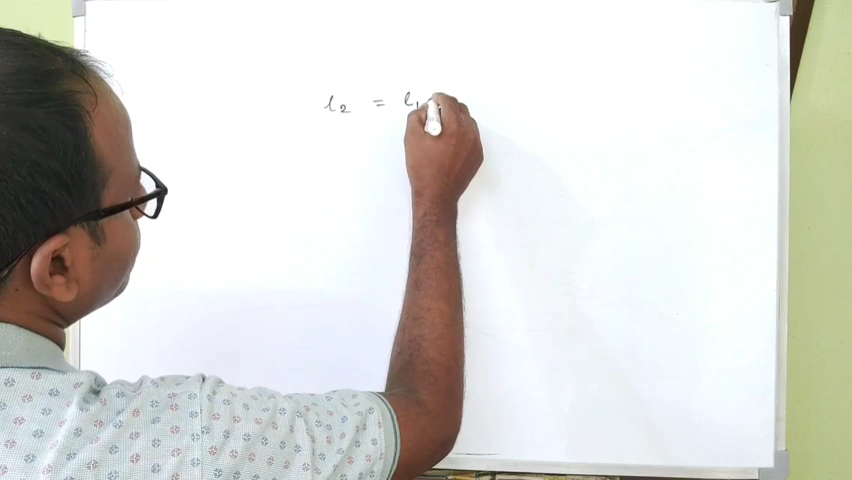 l₂ = l₁